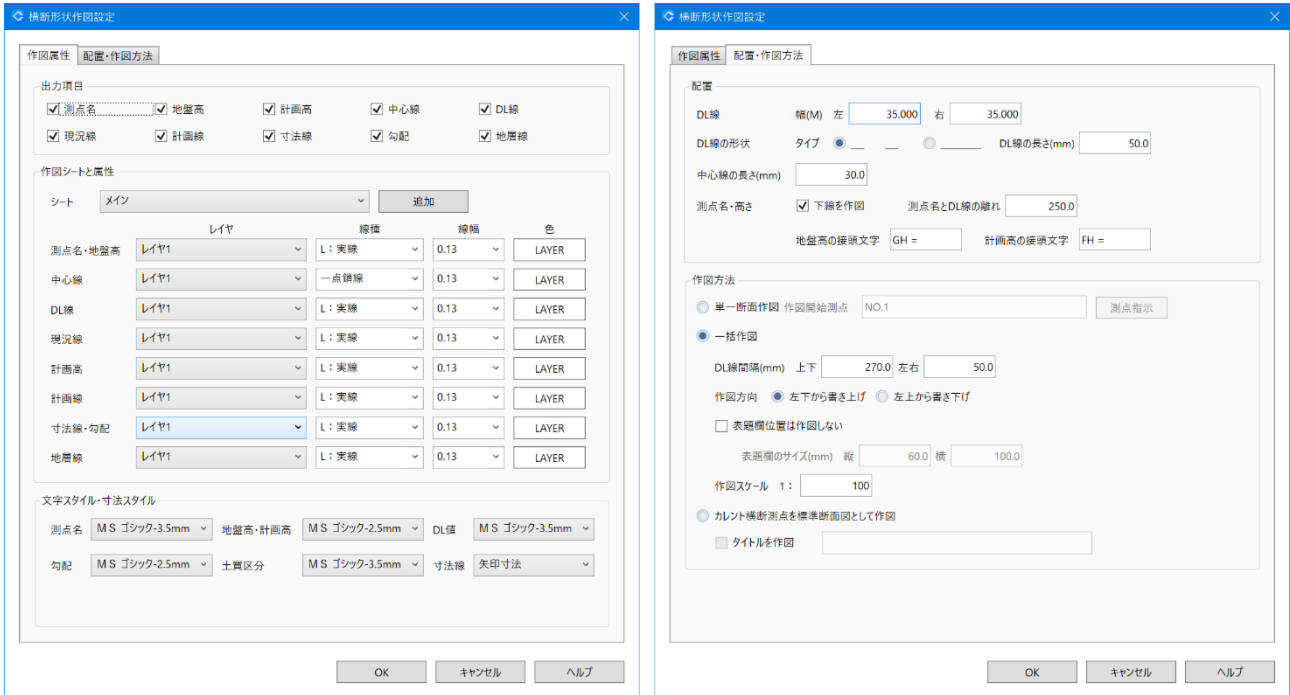 横断形状作図設定
作図属性 配置・作図方法
出力項目
測点名 地盤高 計画高 中心線 DL線
現況線 計画線 寸法線 勾配 地層線
作図シートと属性
シート メイン 追加
レイヤ 線種 線幅 色
測点名・地盤高 レイヤ1 L：実線 0.13 LAYER
中心線 レイヤ1 一点鎖線 0.13 LAYER
DL線 レイヤ1 L：実線 0.13 LAYER
現況線 レイヤ1 L：実線 0.13 LAYER
計画高 レイヤ1 L：実線 0.13 LAYER
計画線 レイヤ1 L：実線 0.13 LAYER
寸法線・勾配 レイヤ1 L：実線 0.13 LAYER
地層線 レイヤ1 L：実線 0.13 LAYER
文字スタイル・寸法スタイル
測点名 ＭＳ ゴシック-3.5mm 地盤高・計画高 ＭＳ ゴシック-2.5mm DL値 ＭＳ ゴシック-3.5mm
勾配 ＭＳ ゴシック-2.5mm 土質区分 ＭＳ ゴシック-3.5mm 寸法線 矢印寸法
OK キャンセル ヘルプ
横断形状作図設定
作図属性 配置・作図方法
配置
DL線 幅(M) 左 35.000 右 35.000
DL線の形状 タイプ DL線の長さ(mm) 50.0
中心線の長さ(mm) 30.0
測点名・高さ 下線を作図 測点名とDL線の離れ 250.0
地盤高の接頭文字 GH = 計画高の接頭文字 FH =
作図方法
単一断面作図 作図開始測点 NO.1 測点指示
一括作図
DL線間隔(mm) 上下 270.0 左右 50.0
作図方向 左下から書き上げ 左上から書き下げ
表題欄位置は作図しない
表題欄のサイズ(mm) 縦 60.0 横 100.0
作図スケール 1： 100
カレント横断測点を標準断面図として作図
タイトルを作図
OK キャンセル ヘルプ